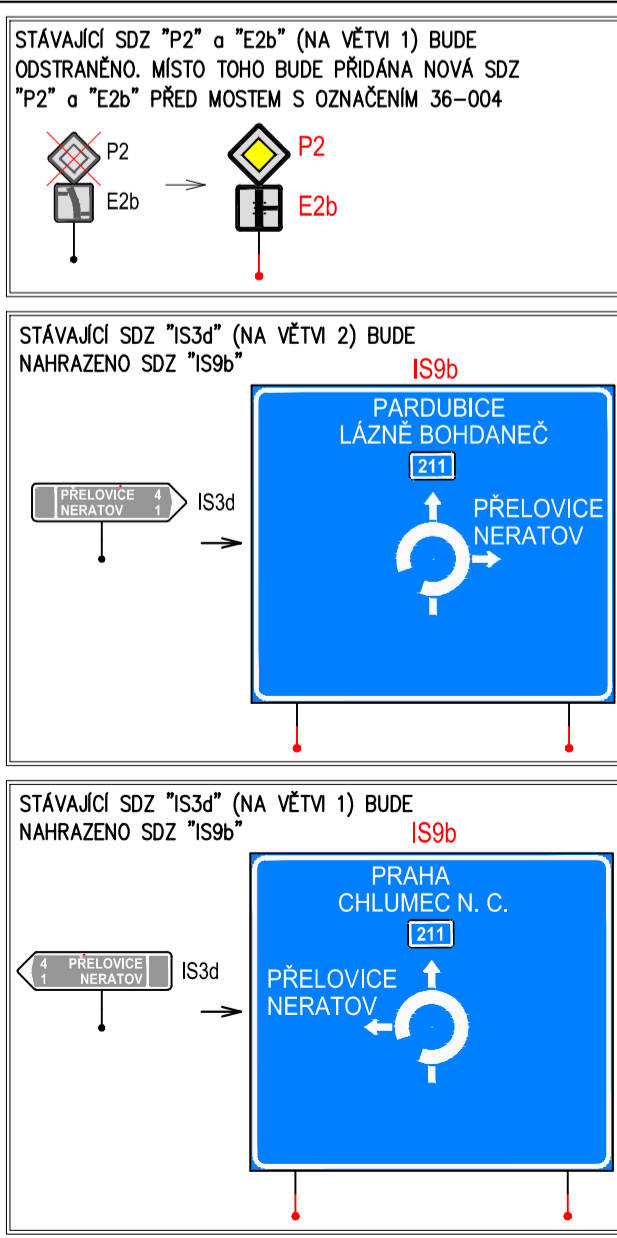 STÁVAJÍCÍ SDZ "P2" a "E2b" (NA VĚTVI 1) BUDE
ODSTRANĚNO. MÍSTO TOHO BUDE PŘIDÁNA NOVÁ SDZ
"P2" a "E2b" PŘED MOSTEM S OZNAČENÍM 36-004
P2
E2b
P2
E2b
STÁVAJÍCÍ SDZ "IS3d" (NA VĚTVI 2) BUDE
NAHRAZENO SDZ "IS9b"
IS9b
PŘELOVICE 4
NERATOV 1
IS3d
PARDUBICE
LÁZNĚ BOHDANEČ
211
PŘELOVICE
NERATOV
STÁVAJÍCÍ SDZ "IS3d" (NA VĚTVI 1) BUDE
NAHRAZENO SDZ "IS9b"
IS9b
4 PŘELOVICE
1 NERATOV
IS3d
PRAHA
CHLUMEC N. C.
211
PŘELOVICE
NERATOV